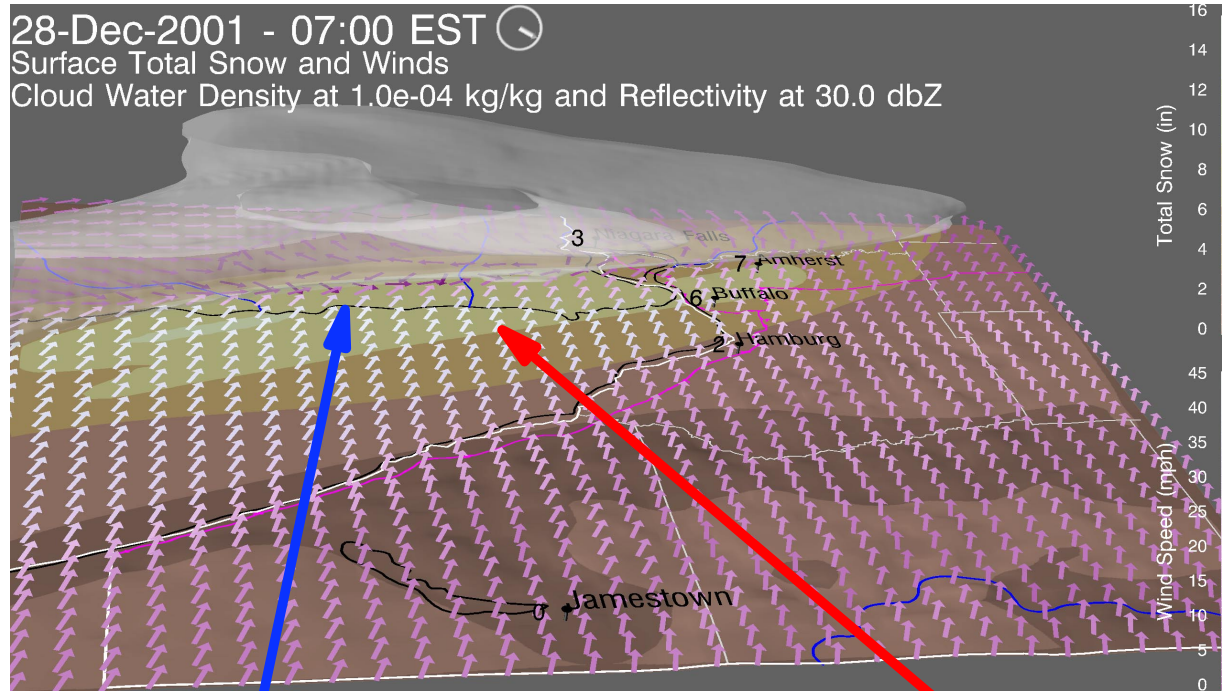 28-Dec-2001 - 07:00 EST
Surface Total Snow and Winds
Cloud Water Density at 1.0e-04 kg/kg and Reflectivity at 30.0 dbZ
16
14
12
10
8
6
4
2
0
Total Snow (in)
45
40
35
30
25
20
15
10
5
0
Wind Speed (mph)
3 Niagara Falls
7 Amherst
6 Buffalo
2 Hamburg
0 Jamestown